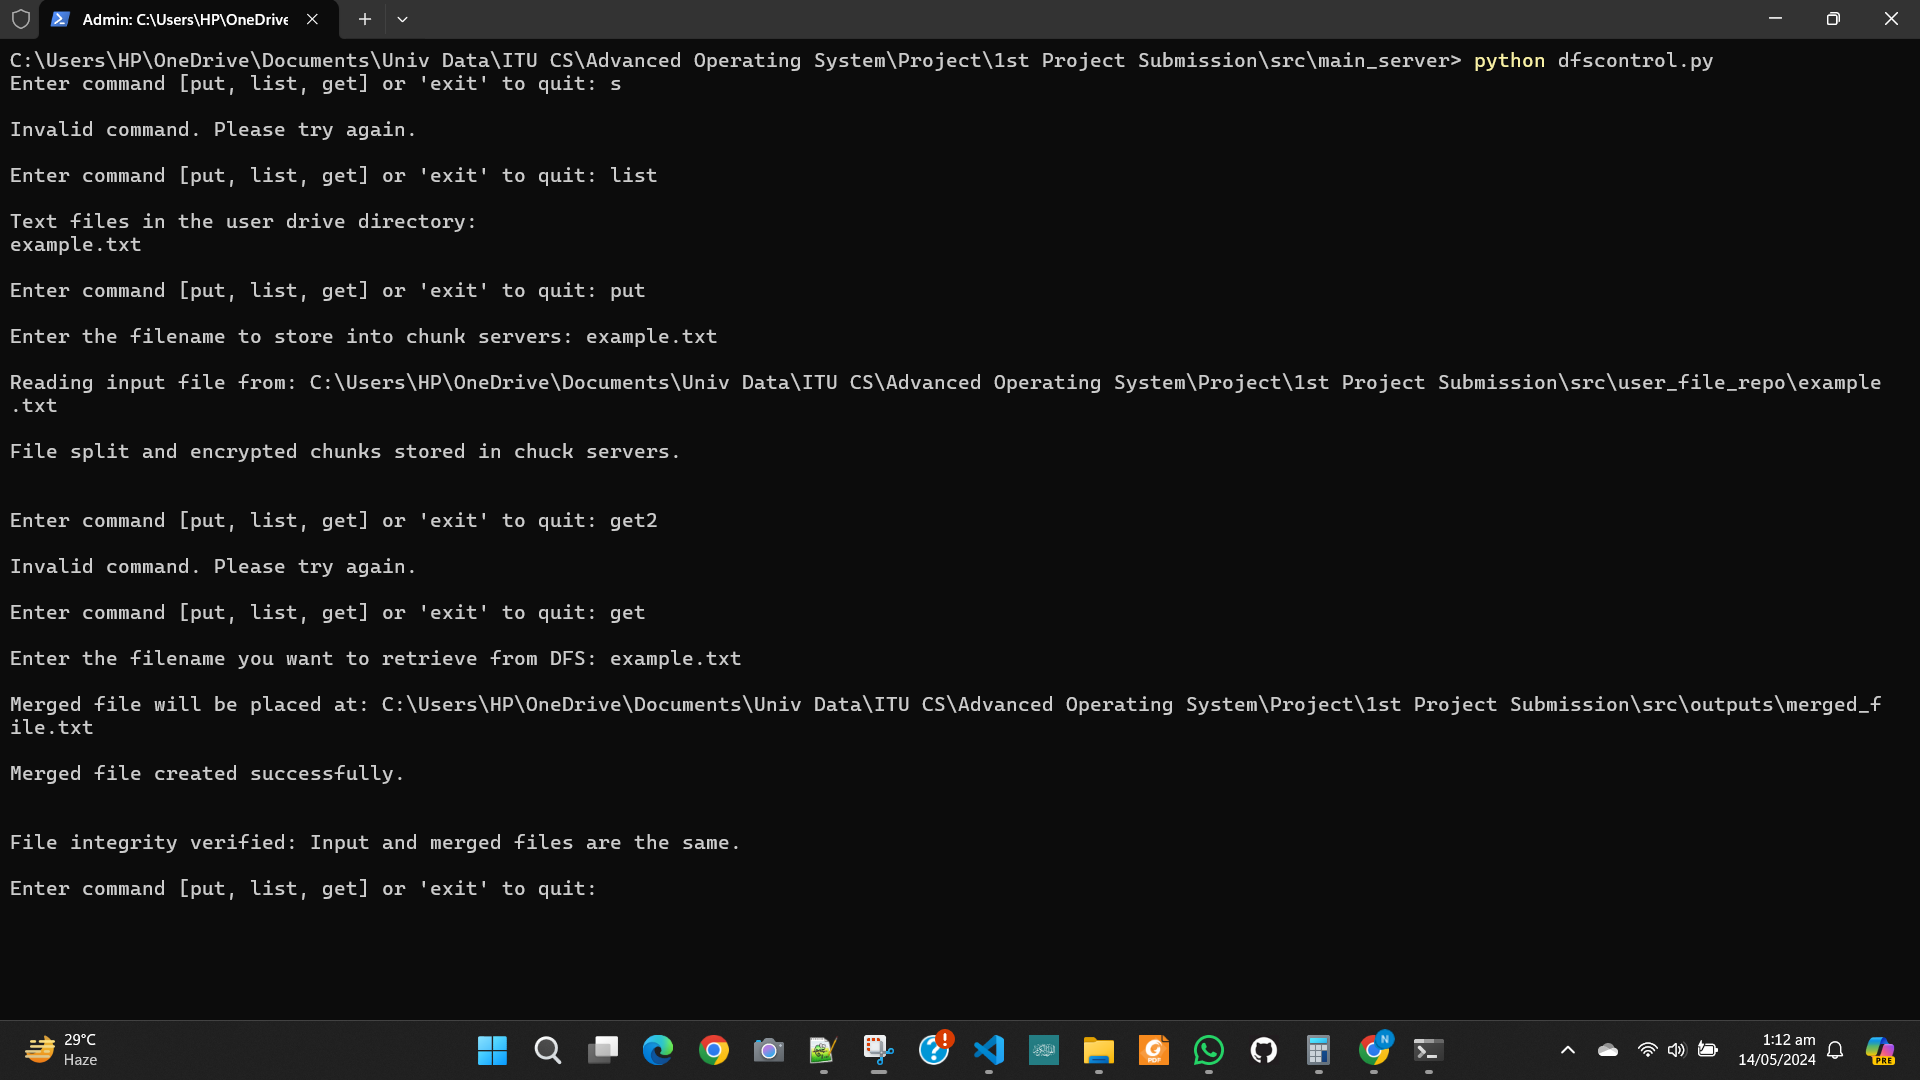 Admin: C:\Users\HP\OneDrive
C:\Users\HP\OneDrive\Documents\Univ Data\ITU CS\Advanced Operating System\Project\1st Project Submission\src\main_server> python dfscontrol.py
Enter command [put, list, get] or 'exit' to quit: s
Invalid command. Please try again.
Enter command [put, list, get] or 'exit' to quit: list
Text files in the user drive directory:
example.txt
Enter command [put, list, get] or 'exit' to quit: put
Enter the filename to store into chunk servers: example.txt
Reading input file from: C:\Users\HP\OneDrive\Documents\Univ Data\ITU CS\Advanced Operating System\Project\1st Project Submission\src\user_file_repo\example
.txt
File split and encrypted chunks stored in chuck servers.
Enter command [put, list, get] or 'exit' to quit: get2
Invalid command. Please try again.
Enter command [put, list, get] or 'exit' to quit: get
Enter the filename you want to retrieve from DFS: example.txt
Merged file will be placed at: C:\Users\HP\OneDrive\Documents\Univ Data\ITU CS\Advanced Operating System\Project\1st Project Submission\src\outputs\merged_f
ile.txt
Merged file created successfully.
File integrity verified: Input and merged files are the same.
Enter command [put, list, get] or 'exit' to quit:
29°C
Haze
PDF
N
1:12 am
14/05/2024
PRE